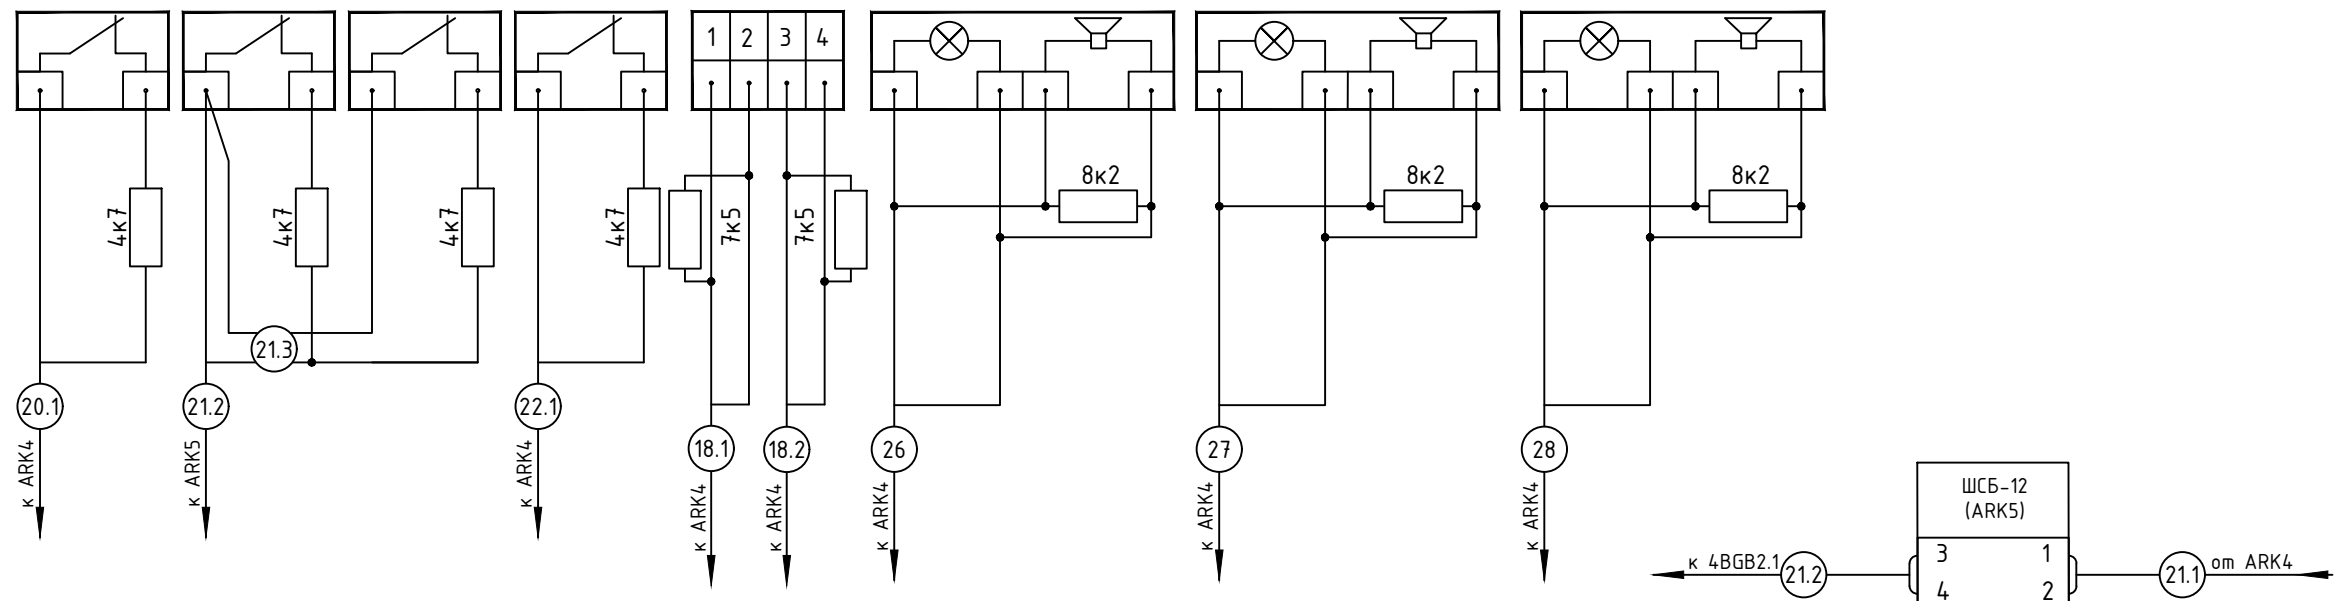 1 2 3 4
8к2
8к2
8к2
4к7
4к7
4к7
4к7
7к5
7к5
21.3
20.1
21.2
22.1
18.1
18.2
26
27
28
к ARK4
к ARK5
к ARK4
к ARK4
к ARK4
к ARK4
к ARK4
к ARK4
ШСБ-12
(ARK5)
3 1
к 4BGB2.1 21.2
21.1 от ARK4
4 2